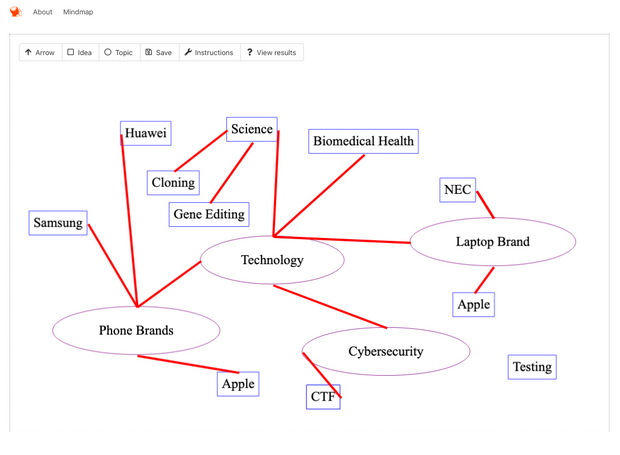 About Mindmap
Arrow Idea Topic Save Instructions ? View results
Huawei
Science
Biomedical Health
Cloning
NEC
Gene Editing
Samsung
Laptop Brand
Technology
Apple
Phone Brands
Cybersecurity
Testing
Apple
CTF